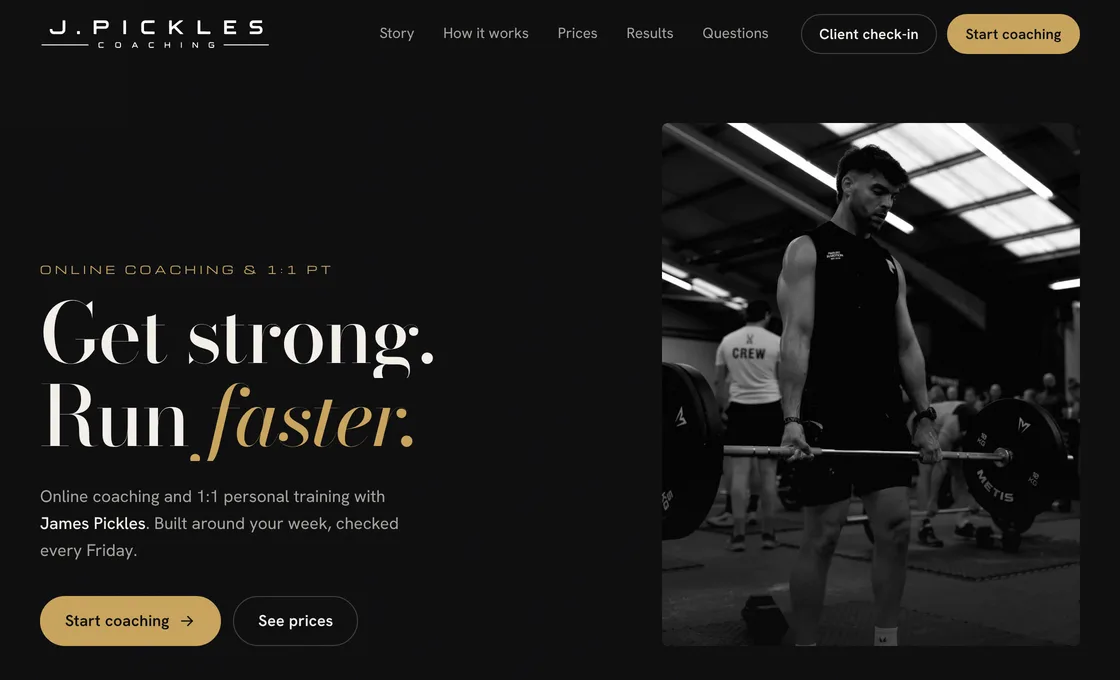 J.PICKLES
COACHING
Story
How it works
Prices
Results
Questions
Client check-in
Start coaching
ONLINE COACHING & 1:1 PT
Get strong.
Run faster.
Online coaching and 1:1 personal training with
James Pickles. Built around your week, checked
every Friday.
Start coaching →
See prices
CREW
METIS